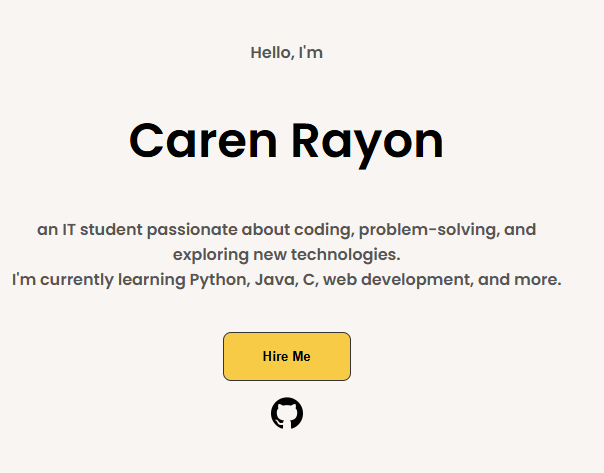 Hello, I'm
Caren Rayon
an IT student passionate about coding, problem-solving, and
exploring new technologies.
I'm currently learning Python, Java, C, web development, and more.
Hire Me